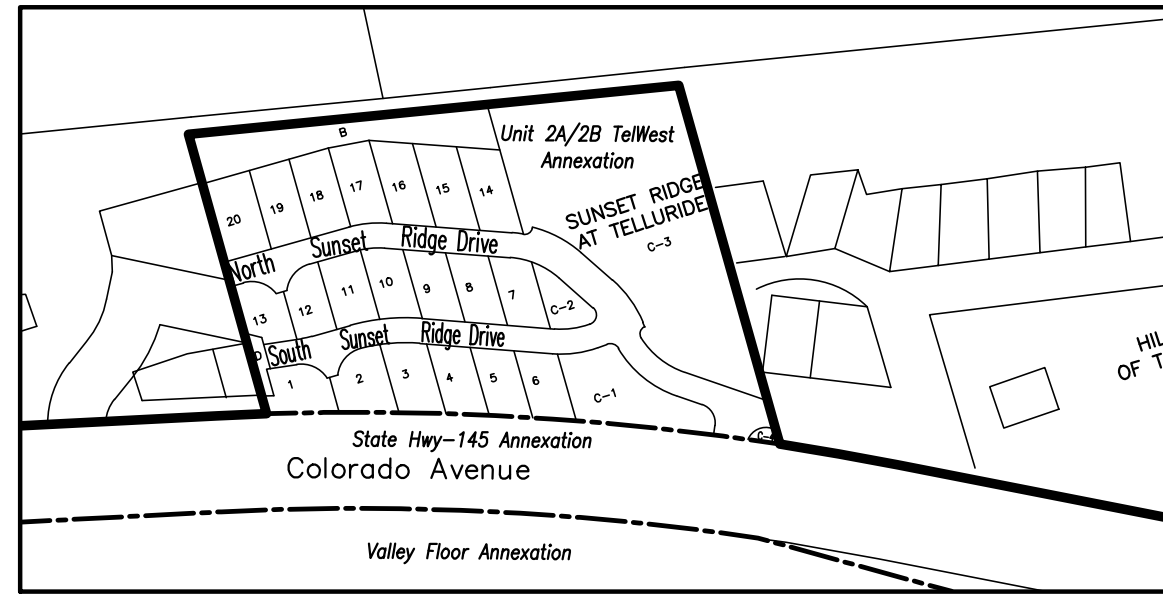 B
Unit 2A/2B TelWest
Annexation
20
19
18
17
16
15
14
SUNSET RIDGE
AT TELLURIDE
C-3
North Sunset Ridge Drive
13
12
11
10
9
8
7
C-2
South Sunset Ridge Drive
1
2
3
4
5
6
C-1
HIL
OF T
State Hwy-145 Annexation
Colorado Avenue
Valley Floor Annexation